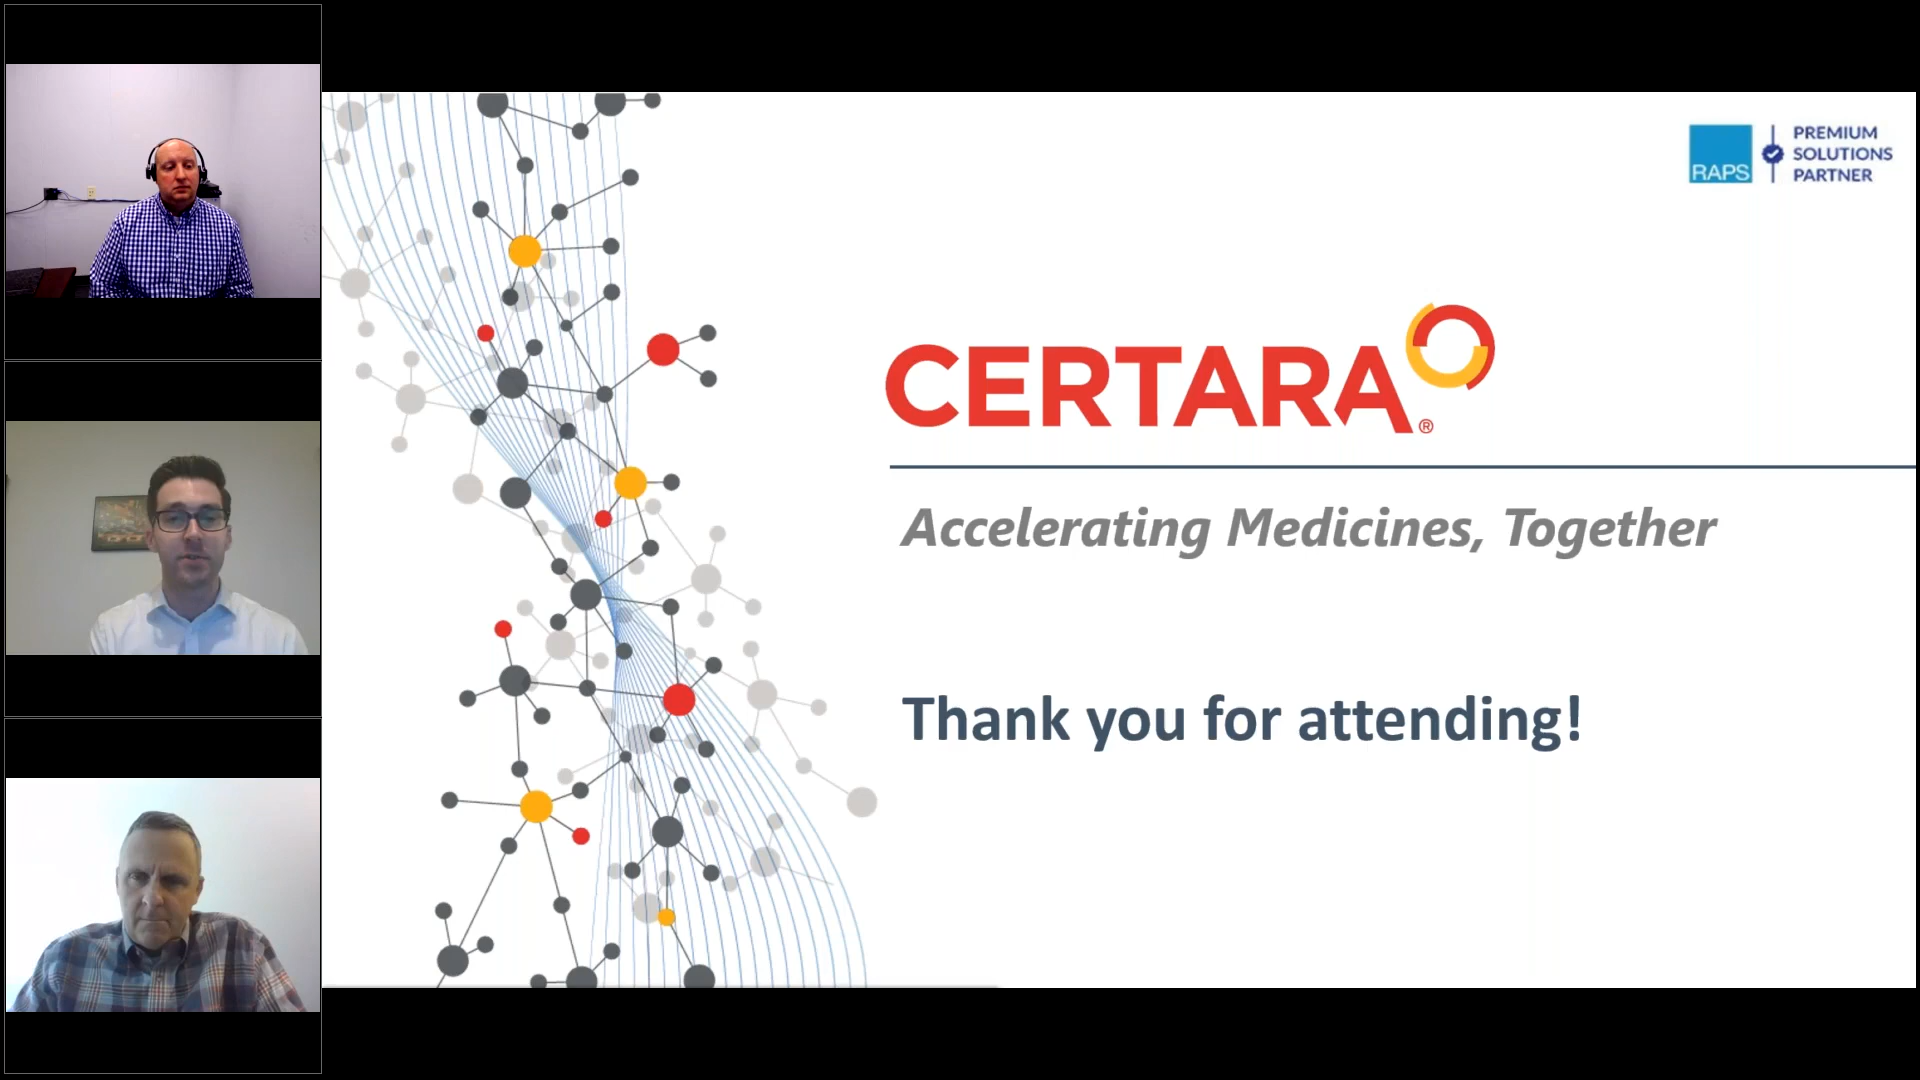 RAPS
PREMIUM
SOLUTIONS
PARTNER
CERTARA®
Accelerating Medicines, Together
Thank you for attending!